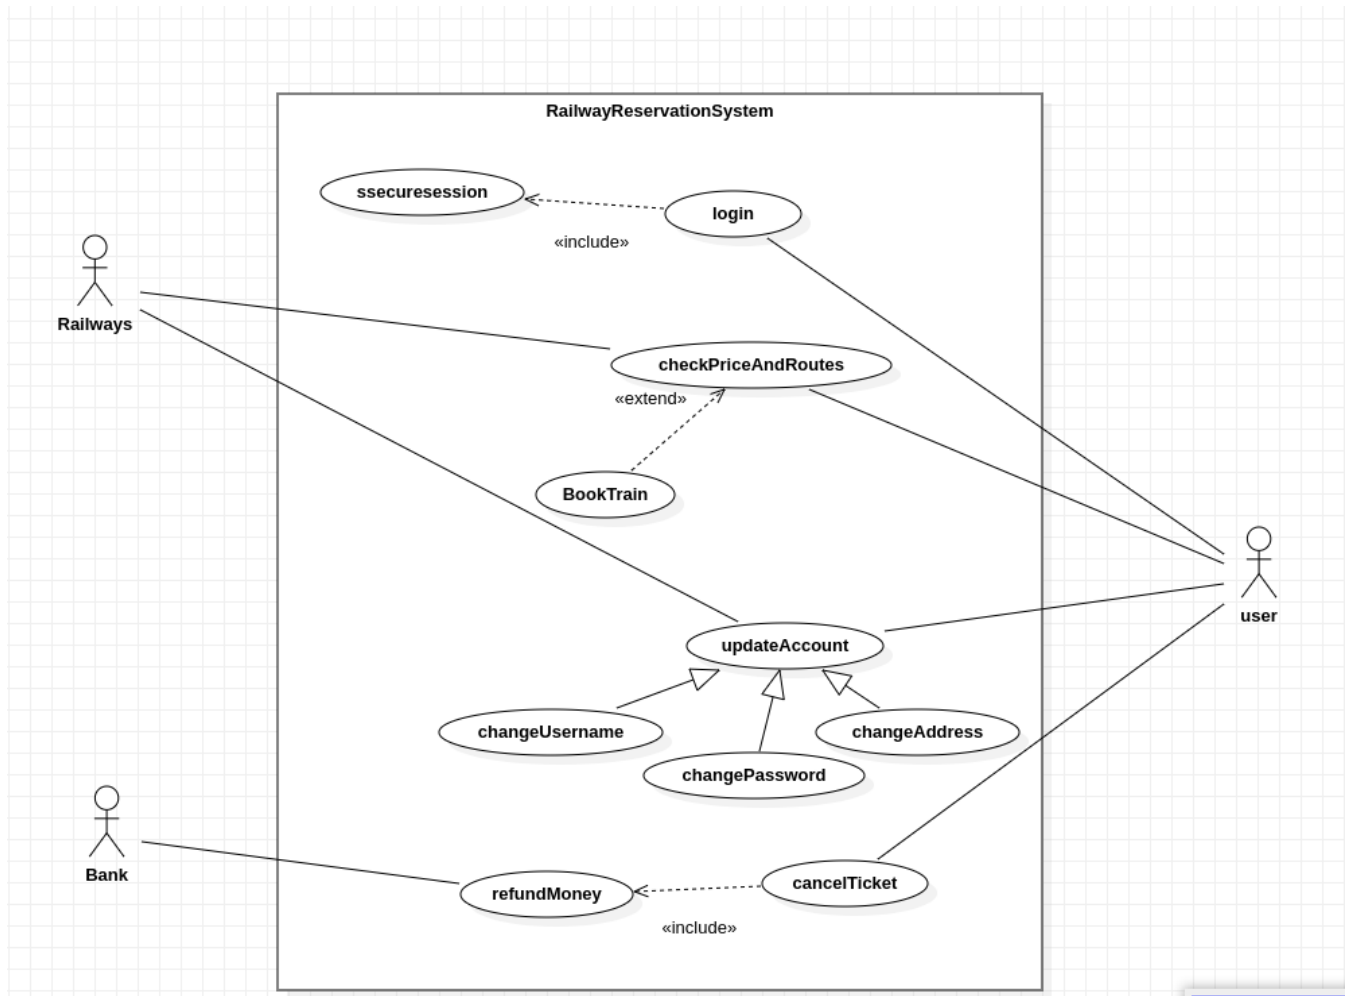 RailwayReservationSystem
ssecuresession
login
«include»
Railways
checkPriceAndRoutes
«extend»
BookTrain
user
updateAccount
changeUsername
changeAddress
changePassword
Bank
cancelTicket
refundMoney
«include»